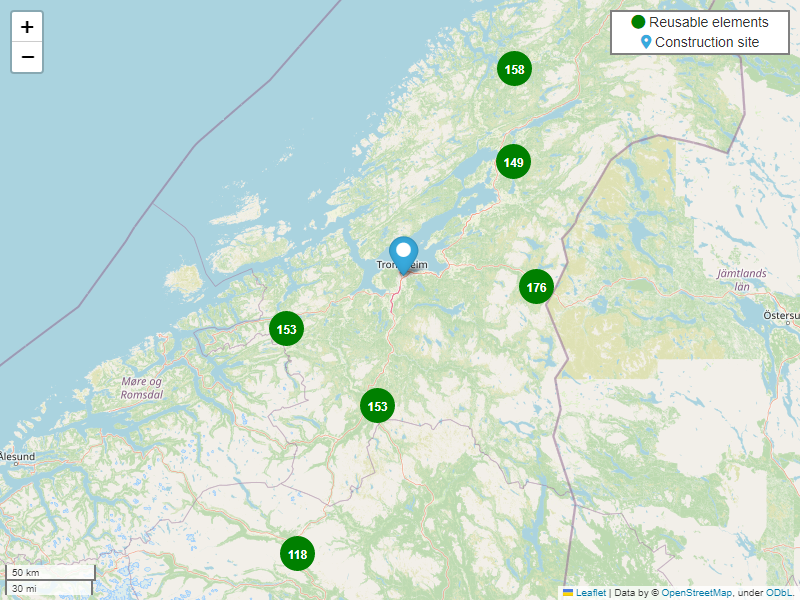 +
−
Reusable elements
Construction site
158
149
Trondheim
176
Jämtlands
län
Östersu
153
Møre og
Romsdal
153
Ålesund
118
50 km
30 mi
Leaflet | Data by © OpenStreetMap, under ODbL.